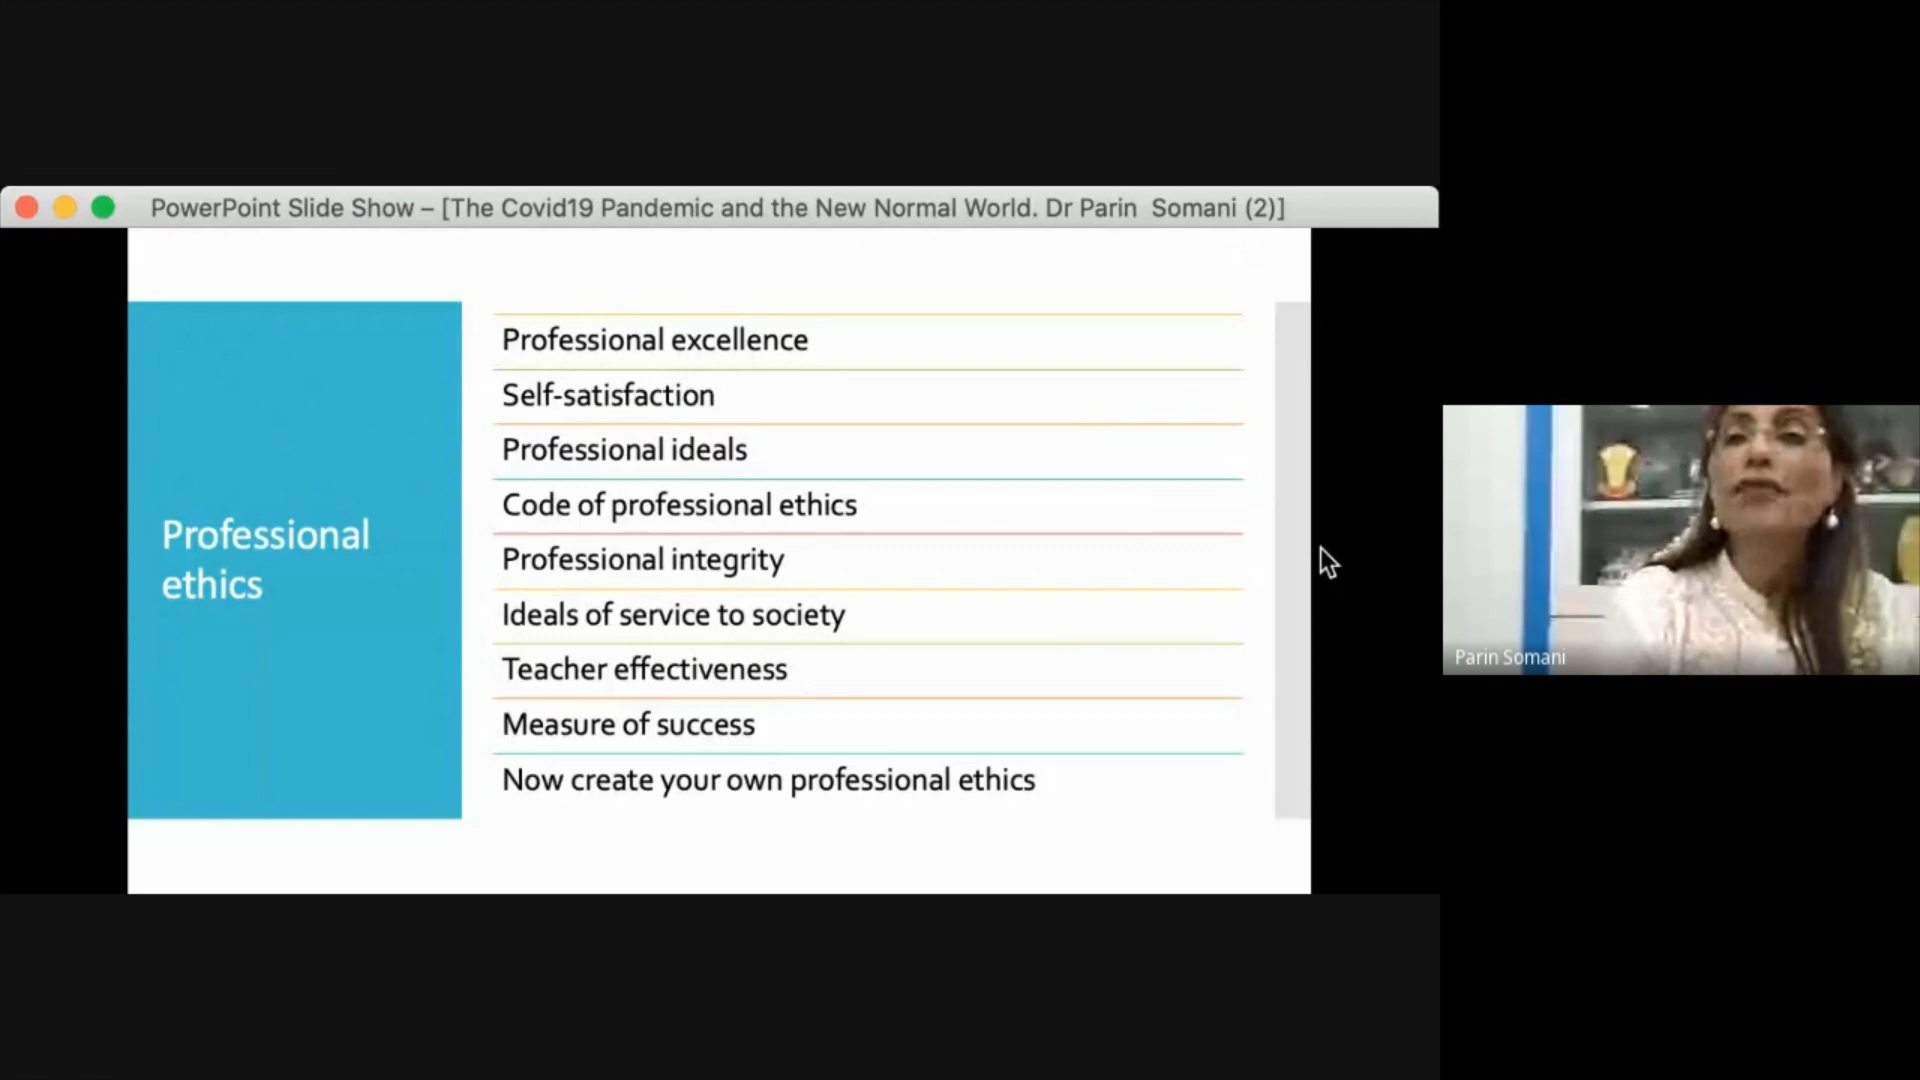 PowerPoint Slide Show – [The Covid19 Pandemic and the New Normal World. Dr Parin  Somani (2)]
Professional
ethics
Professional excellence
Self-satisfaction
Professional ideals
Code of professional ethics
Professional integrity
Ideals of service to society
Teacher effectiveness
Measure of success
Now create your own professional ethics
Parin Somani